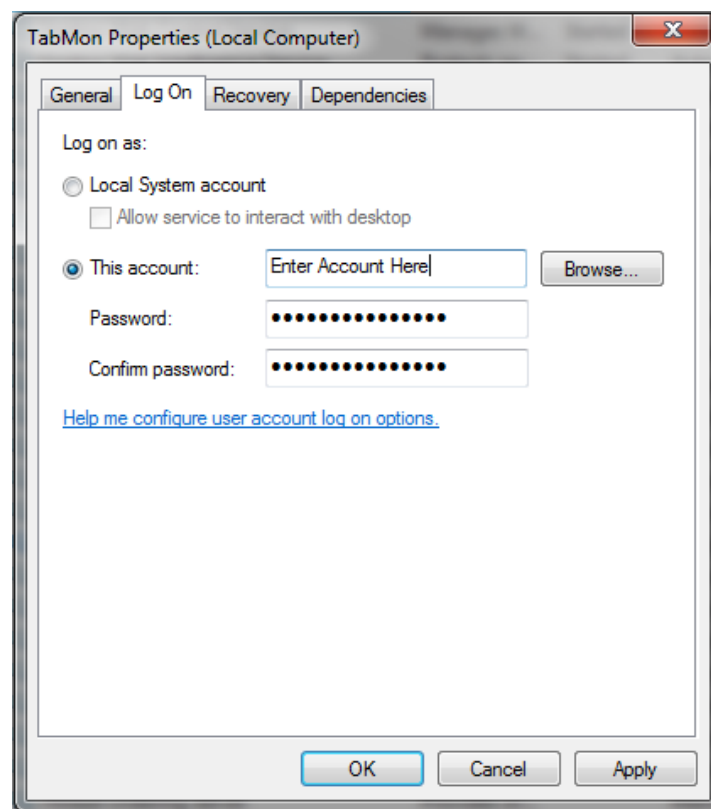 TabMon Properties (Local Computer)
General Log On Recovery Dependencies
Log on as:
Local System account
Allow service to interact with desktop
This account: Enter Account Here Browse...
Password: ●●●●●●●●●●●●●●●
Confirm password: ●●●●●●●●●●●●●●●
Help me configure user account log on options.
OK Cancel Apply